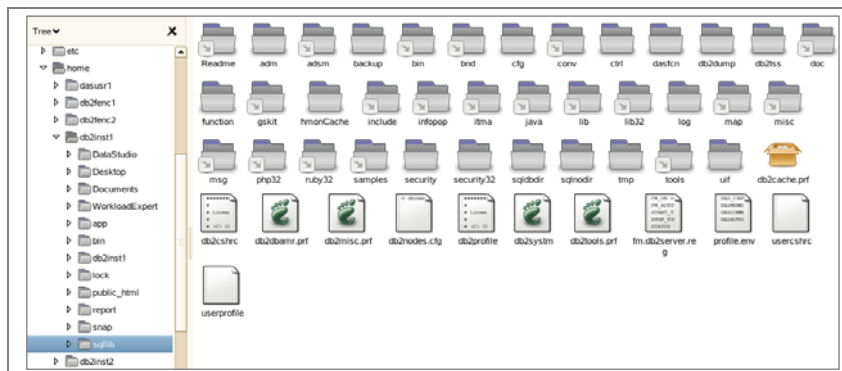 Tree
etc
home
dasusr1
db2fenc1
db2fenc2
db2inst1
DataStudio
Desktop
Documents
WorkloadExpert
app
bin
db2inst1
lock
public_html
report
snap
sqllib
db2inst2
Readme adm adsm backup bin bnd cfg conv ctrl dasfcn db2dump db2tss doc
function gskit hmonCache include infopop itma java lib lib32 log map misc
msg php32 ruby32 samples security security32 sqldbdir sqlnodir tmp tools uif db2cache.prf
db2cshrc db2dbamr.prf db2misc.prf db2nodes.cfg db2profile db2systm db2tools.prf fm.db2server.re profile.env usercshrc
g
userprofile